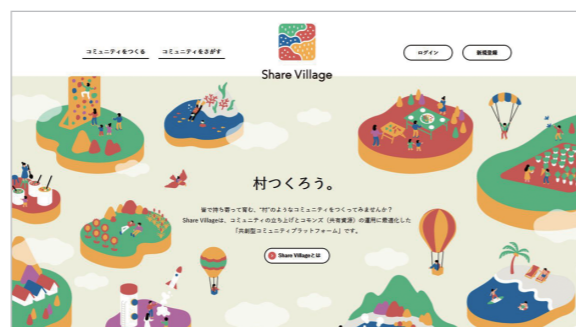 コミュニティをつくる
コミュニティをさがす
Share Village
ログイン
新規登録
村つくろう。
皆で持ち寄って育む、“村”のようなコミュニティをつくってみませんか？
Share Villageは、コミュニティの立ち上げとコモンズ（共有資源）の運用に最適化した
「共創型コミュニティプラットフォーム」です。
Share Villageとは